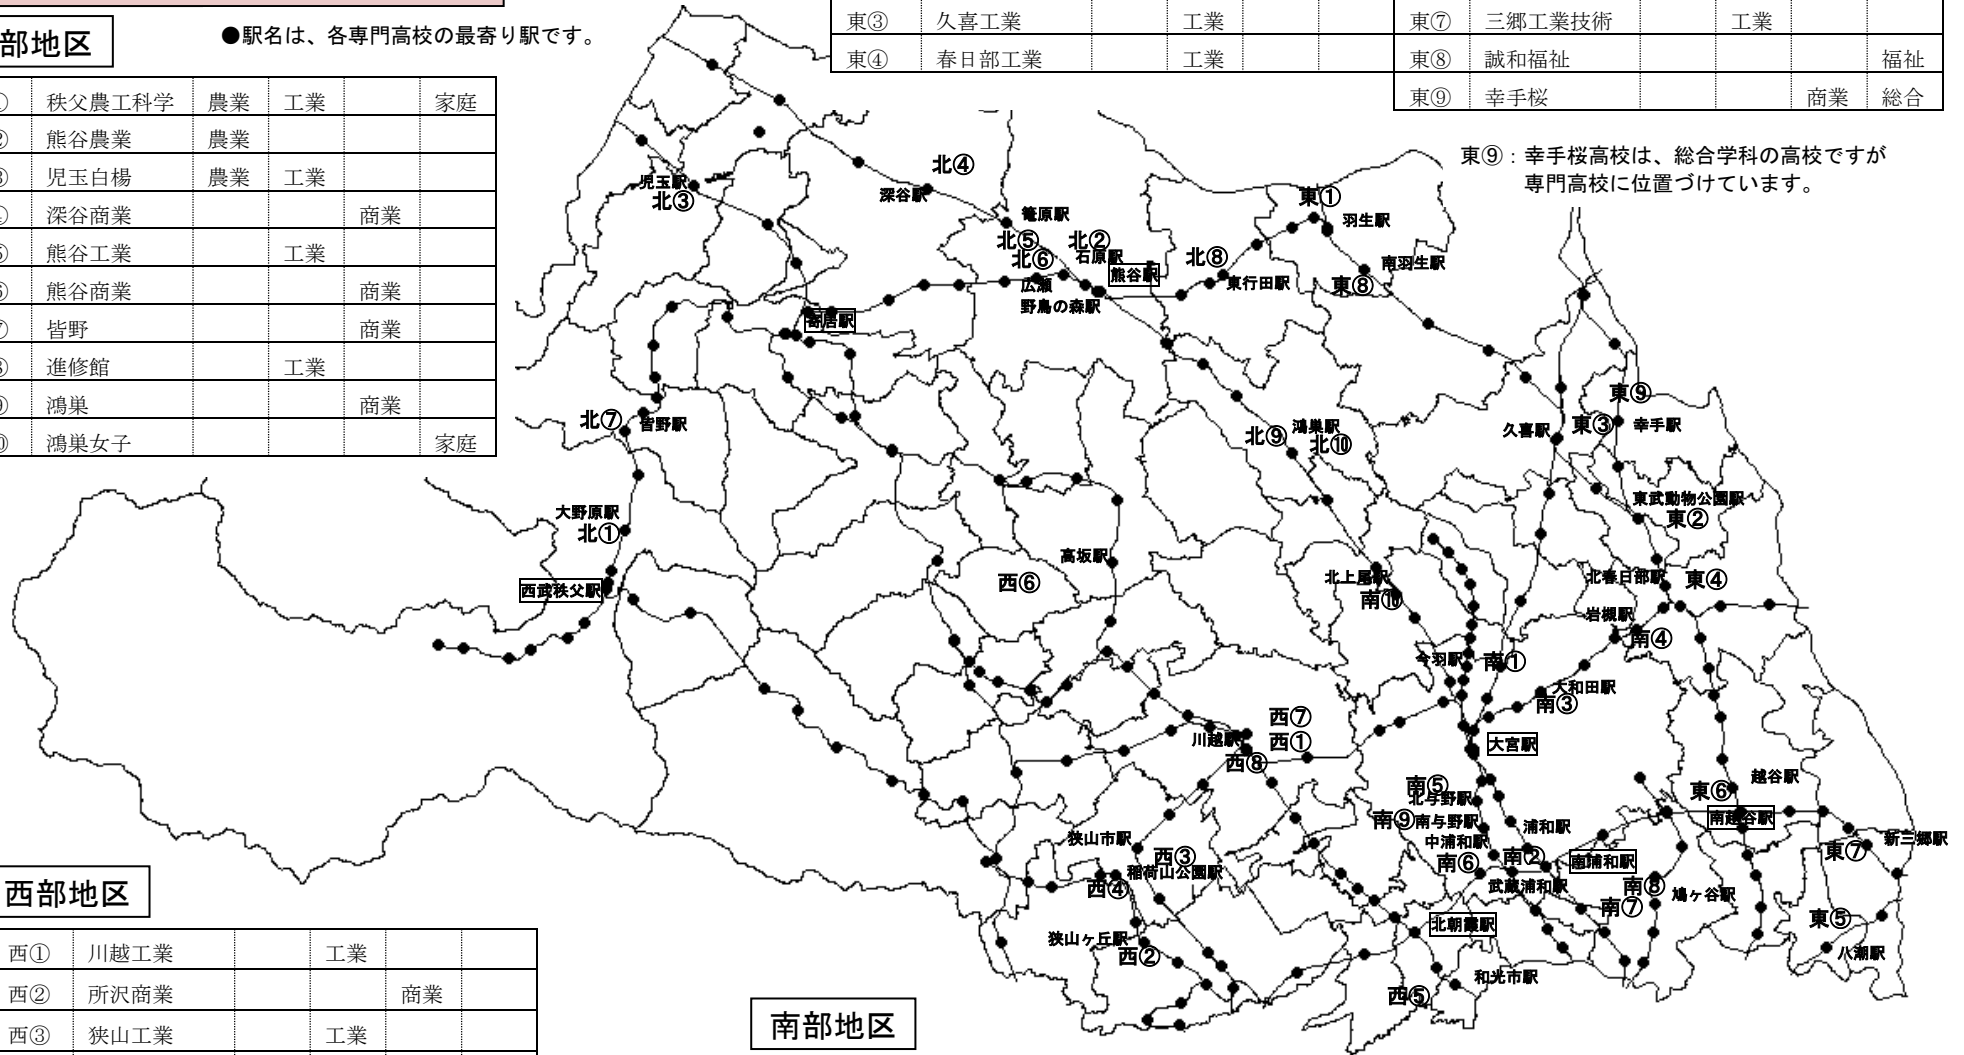 部地区
●駅名は、各専門高校の最寄り駅です。
東③ 久喜工業 工業
東④ 春日部工業 工業
東⑦ 三郷工業技術 工業
東⑧ 誠和福祉 福祉
東⑨ 幸手桜 商業 総合
東⑨：幸手桜高校は、総合学科の高校ですが
専門高校に位置づけています。
秩父農工科学 農業 工業 家庭
熊谷農業 農業
児玉白楊 農業 工業
深谷商業 商業
熊谷工業 工業
熊谷商業 商業
皆野 商業
進修館 工業
鴻巣 商業
鴻巣女子 家庭
児玉駅
北③
北④
深谷駅
篭原駅
北⑤
北⑥
北②
石原駅
熊谷駅
広瀬
野鳥の森駅
北⑧
東行田駅
東①
羽生駅
南羽生駅
東⑧
寄居駅
北⑦
皆野駅
大野原駅
北①
西武秩父駅
北⑨
鴻巣駅
北⑩
久喜駅
東③
東⑨
幸手駅
東武動物公園駅
東②
高坂駅
西⑥
北上尾駅
南⑩
北春日部駅
東④
岩槻駅
南④
今羽駅
南①
大和田駅
南③
大宮駅
川越駅
西⑦
西①
西⑧
南⑤
北与野駅
南⑨
南与野駅
中浦和駅
南⑥
浦和駅
南②
武蔵浦和駅
南浦和駅
南⑧
鳩ヶ谷駅
南⑦
越谷駅
東⑥
南越谷駅
新三郷駅
東⑦
東⑤
八潮駅
狭山市駅
西③
稲荷山公園駅
西④
狭山ヶ丘駅
西②
北朝霞駅
和光市駅
西⑤
西部地区
西① 川越工業 工業
西② 所沢商業 商業
西③ 狭山工業 工業
南部地区